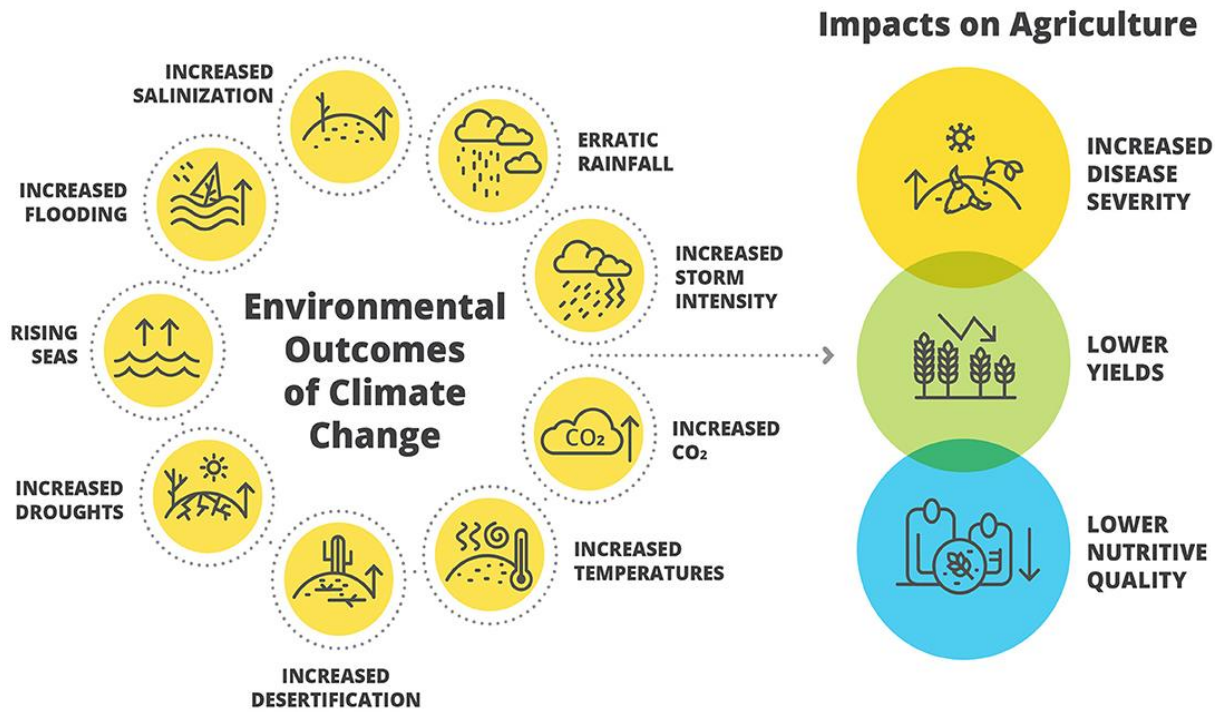 Impacts on Agriculture
Environmental
Outcomes
of Climate
Change
INCREASED
SALINIZATION
ERRATIC
RAINFALL
INCREASED
STORM
INTENSITY
CO₂
INCREASED
CO₂
INCREASED
TEMPERATURES
INCREASED
DESERTIFICATION
INCREASED
DROUGHTS
RISING
SEAS
INCREASED
FLOODING
INCREASED
DISEASE
SEVERITY
LOWER
YIELDS
LOWER
NUTRITIVE
QUALITY